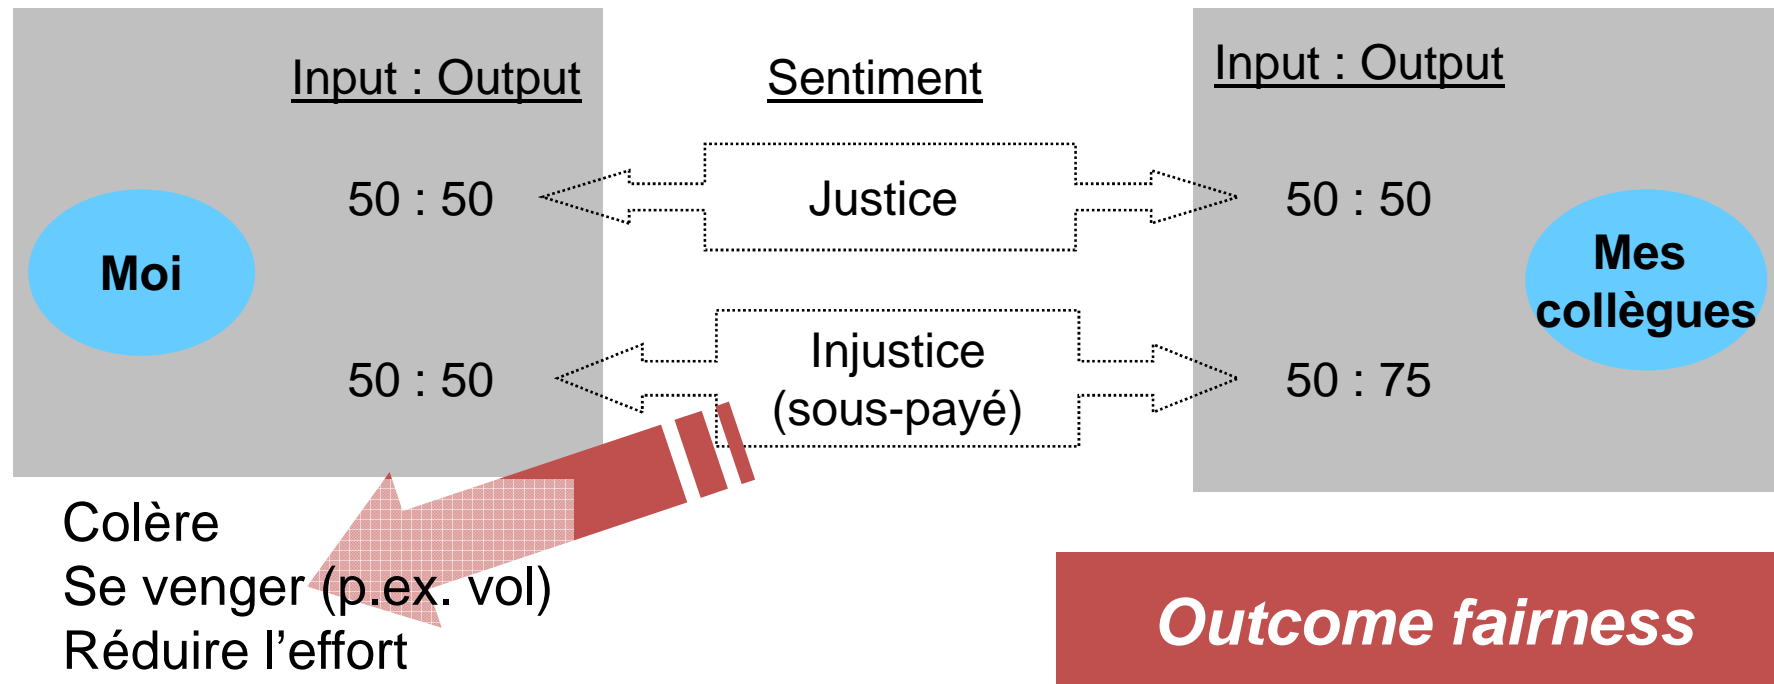 Input : Output
Sentiment
Input : Output
50 : 50
Justice
50 : 50
Moi
Mes
collègues
50 : 50
Injustice
(sous-payé)
50 : 75
Colère
Se venger (p.ex. vol)
Réduire l’effort
Outcome fairness